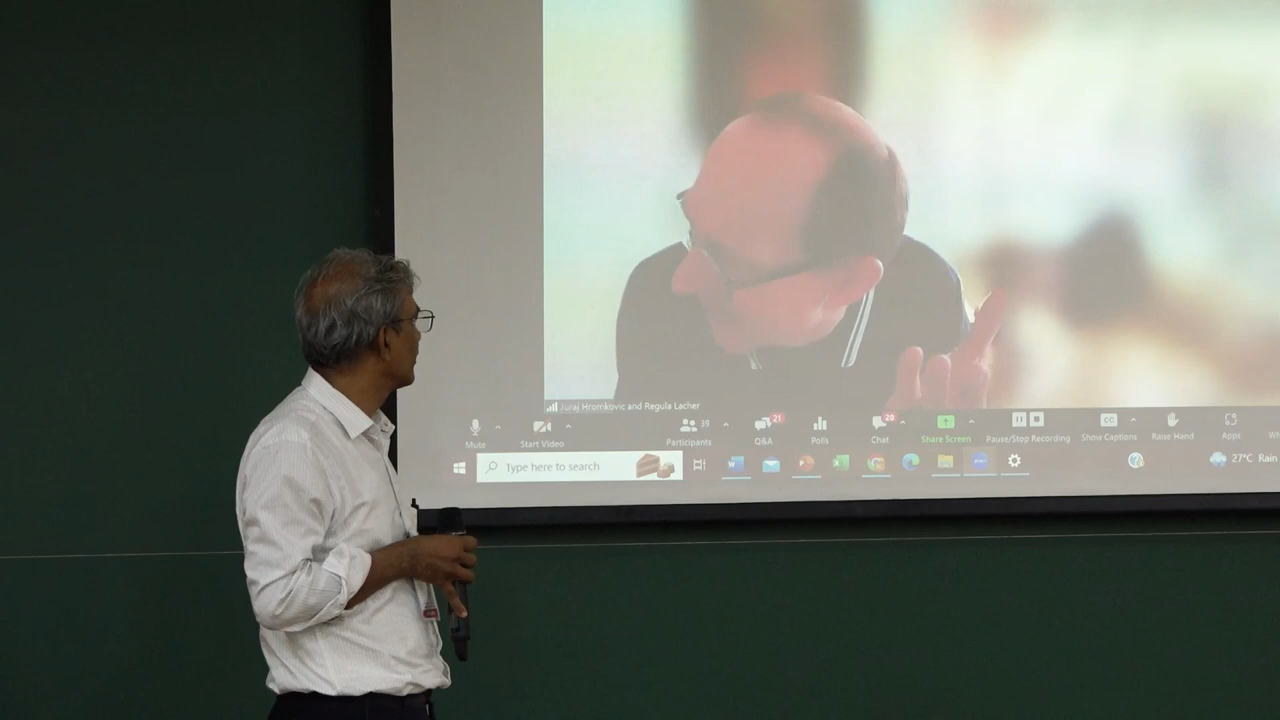 Juraj Hromkovic and Regula Lacher
39 21 20 CC
Mute Start Video Participants Q&A Polls Chat Share Screen Pause/Stop Recording Show Captions Raise Hand Apps
Type here to search 27°C Rain